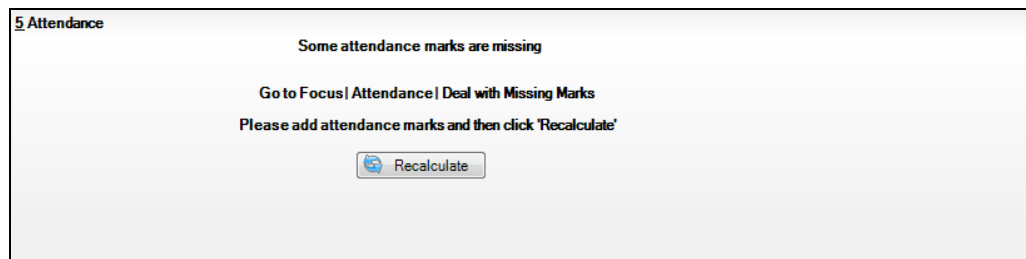 5 Attendance
Some attendance marks are missing
Go to Focus| Attendance| Deal with Missing Marks
Please add attendance marks and then click 'Recalculate'
Recalculate